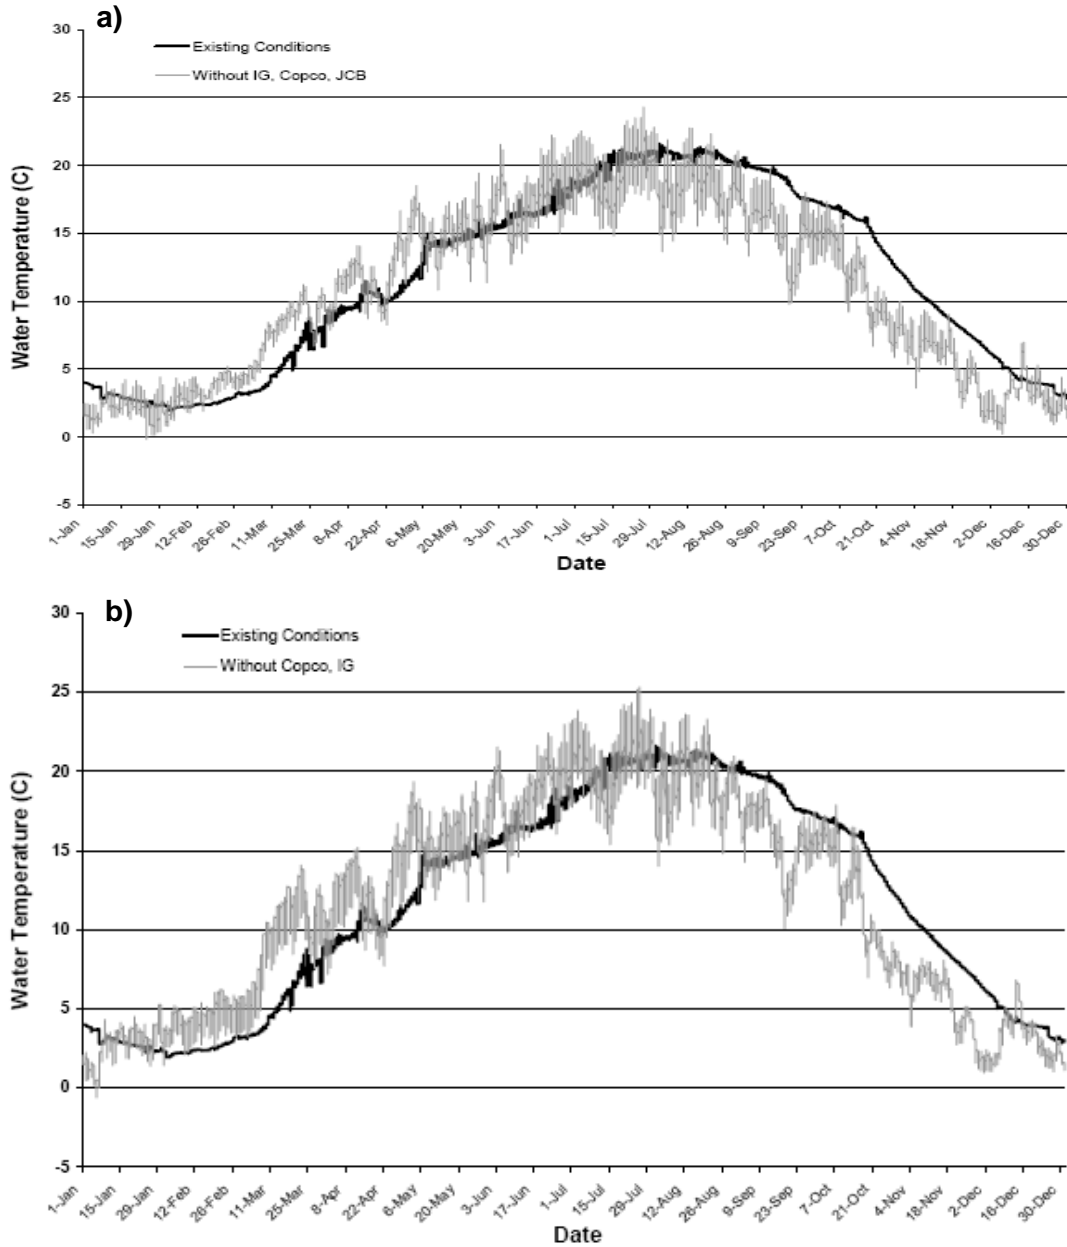 a)
30
Existing Conditions
Without IG, Copco, JCB
25
20
15
10
5
0
-5
Water Temperature (C)
1-Jan 15-Jan 29-Jan 12-Feb 26-Feb 11-Mar 25-Mar 8-Apr 22-Apr 6-May 20-May 3-Jun 17-Jun 1-Jul 15-Jul 29-Jul 12-Aug 26-Aug 9-Sep 23-Sep 7-Oct 21-Oct 4-Nov 18-Nov 2-Dec 16-Dec 30-Dec
Date
b)
30
Existing Conditions
Without Copco, IG
25
20
15
10
5
0
-5
Water Temperature (C)
1-Jan 15-Jan 29-Jan 12-Feb 26-Feb 11-Mar 25-Mar 8-Apr 22-Apr 6-May 20-May 3-Jun 17-Jun 1-Jul 15-Jul 29-Jul 12-Aug 26-Aug 9-Sep 23-Sep 7-Oct 21-Oct 4-Nov 18-Nov 2-Dec 16-Dec 30-Dec
Date